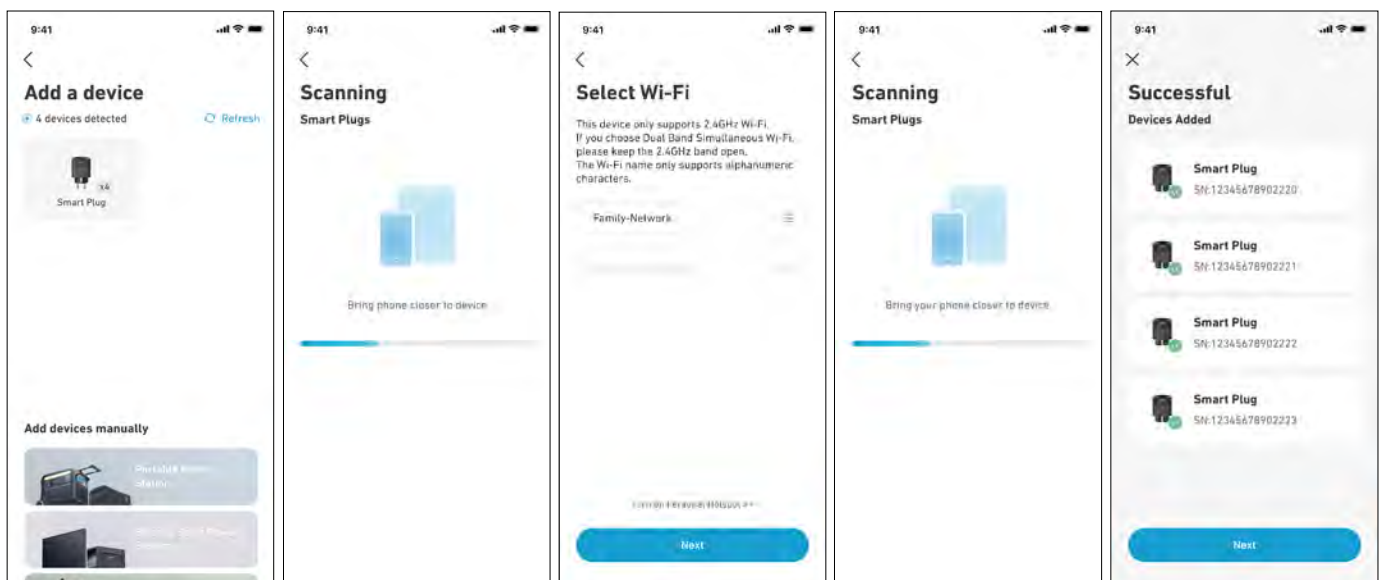 9:41
Add a device
4 devices detected
Refresh
x4
Smart Plug
Add devices manually
Portable Power
Station
9:41
Scanning
Smart Plugs
Bring phone closer to device
9:41
Select Wi-Fi
This device only supports 2.4GHz Wi-Fi.
If you choose Dual Band Simultaneous Wi-Fi,
please keep the 2.4GHz band open.
The Wi-Fi name only supports alphanumeric
characters.
Family-Network
Next
9:41
Scanning
Smart Plugs
Bring your phone closer to device
9:41
Successful
Devices Added
Smart Plug
SN:12345678902220
Smart Plug
SN:12345678902221
Smart Plug
SN:12345678902222
Smart Plug
SN:12345678902223
Next